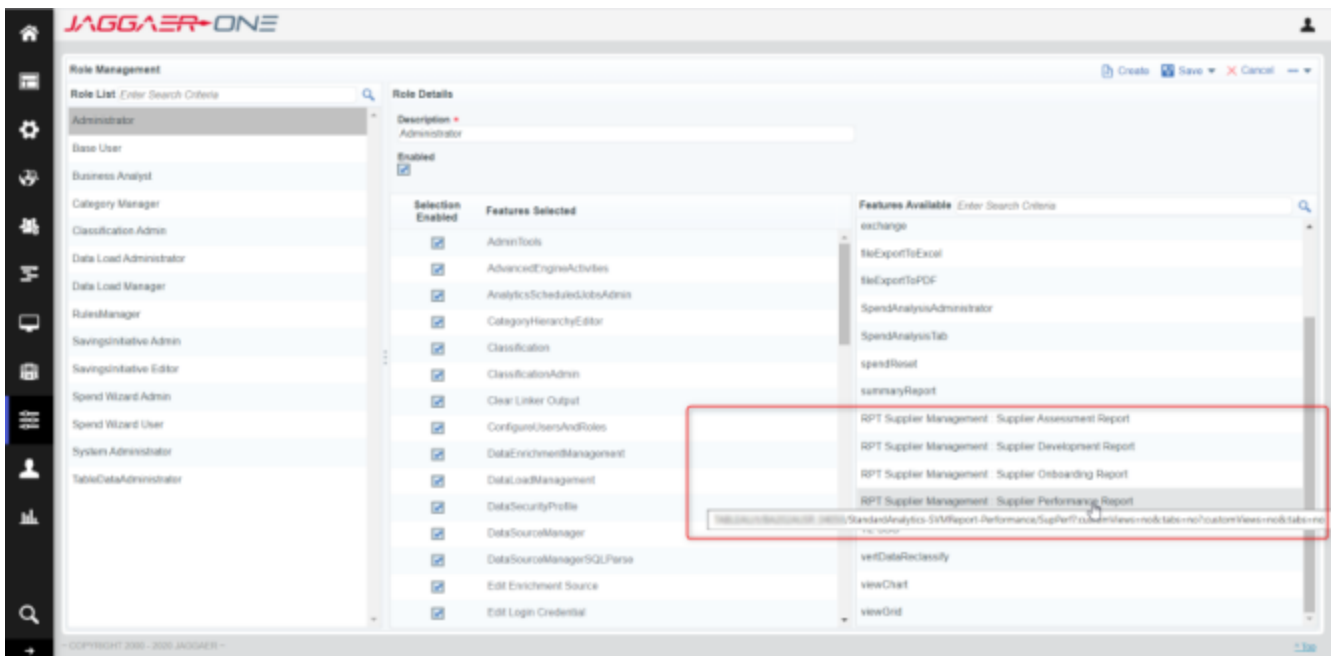 JAGGAER ONE
Role Management
Create Save Cancel
Role List Enter Search Criteria
Administrator
Base User
Business Analyst
Category Manager
Classification Admin
Data Load Administrator
Data Load Manager
RulesManager
SavingsInitiative Admin
SavingsInitiative Editor
Spend Wizard Admin
Spend Wizard User
System Administrator
TableDataAdministrator
Role Details
Description *
Administrator
Enabled
Selection Enabled
Features Selected
AdminTools
AdvancedEngineActivities
AnalyticsScheduledJobsAdmin
CategoryHierarchyEditor
Classification
ClassificationAdmin
Clear Linker Output
ConfigureUsersAndRoles
DataEnrichmentManagement
DataLoadManagement
DataSecurityProfile
DataSourceManager
DataSourceManagerSQLParse
Edit Enrichment Source
Edit Login Credential
Features Available Enter Search Criteria
exchange
fileExportToExcel
fileExportToPDF
SpendAnalysisAdministrator
SpendAnalysisTab
spendReset
summaryReport
RPT Supplier Management : Supplier Assessment Report
RPT Supplier Management : Supplier Development Report
RPT Supplier Management : Supplier Onboarding Report
RPT Supplier Management : Supplier Performance Report
/StandardAnalytics-SVMReport-Performance/SupPerf?:customViews=no&:tabs=no?:customViews=no&:tabs=no
vertDataReclassify
viewChart
viewGrid
~ COPYRIGHT 2000 - 2020 JAGGAER ~
^ Top